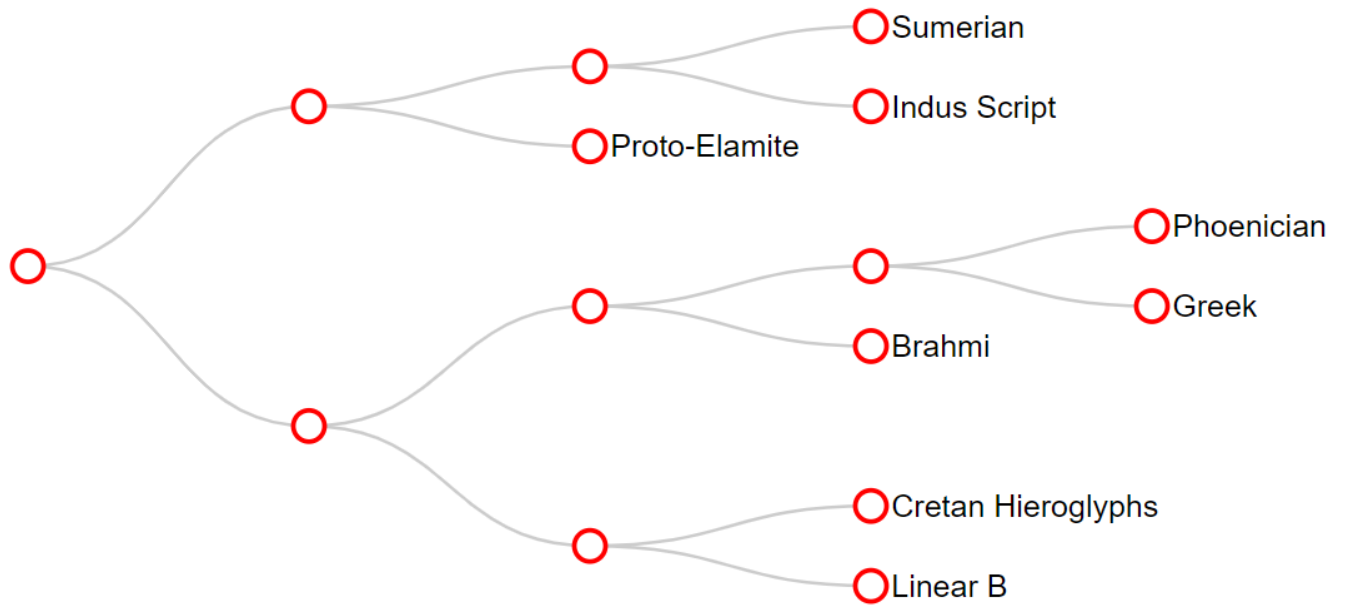 Sumerian
Indus Script
Proto-Elamite
Phoenician
Greek
Brahmi
Cretan Hieroglyphs
Linear B